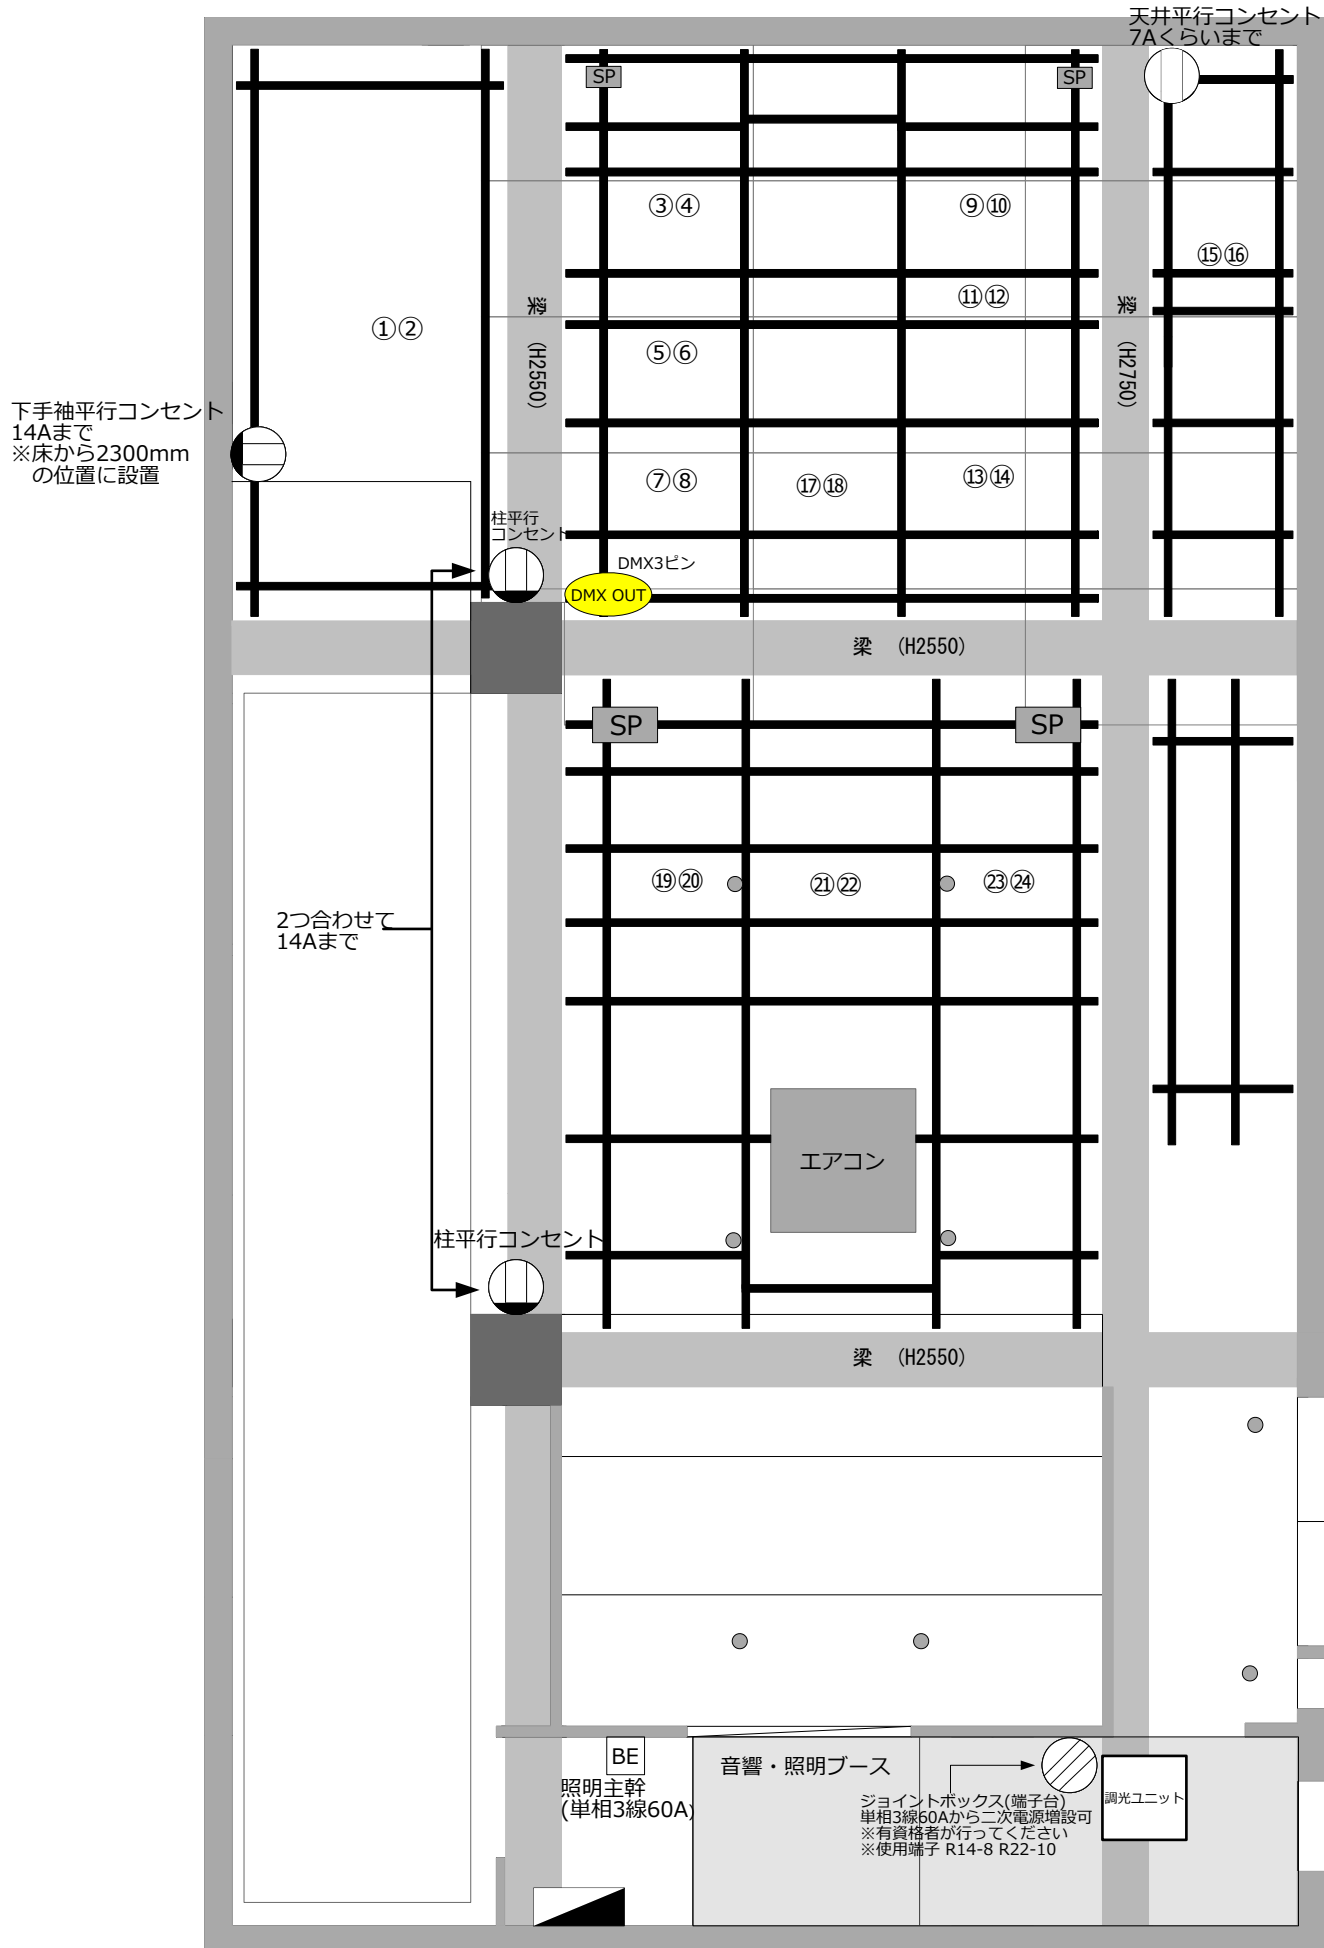 天井平行コンセント
7Aくらいまで
SP
SP
③④
⑨⑩
⑮⑯
⑪⑫
梁 (H2550)
梁 (H2750)
①②
⑤⑥
下手袖平行コンセント
14Aまで
※床から2300mm
の位置に設置
⑦⑧
⑰⑱
⑬⑭
柱平行
コンセント
DMX3ピン
DMX OUT
梁 (H2550)
SP
SP
⑲⑳
㉑㉒
㉓㉔
2つ合わせて
14Aまで
エアコン
柱平行コンセント
梁 (H2550)
BE
照明主幹
(単相3線60A)
音響・照明ブース
ジョイントボックス(端子台)
単相3線60Aから二次電源増設可
※有資格者が行ってください
※使用端子 R14-8 R22-10
調光ユニット